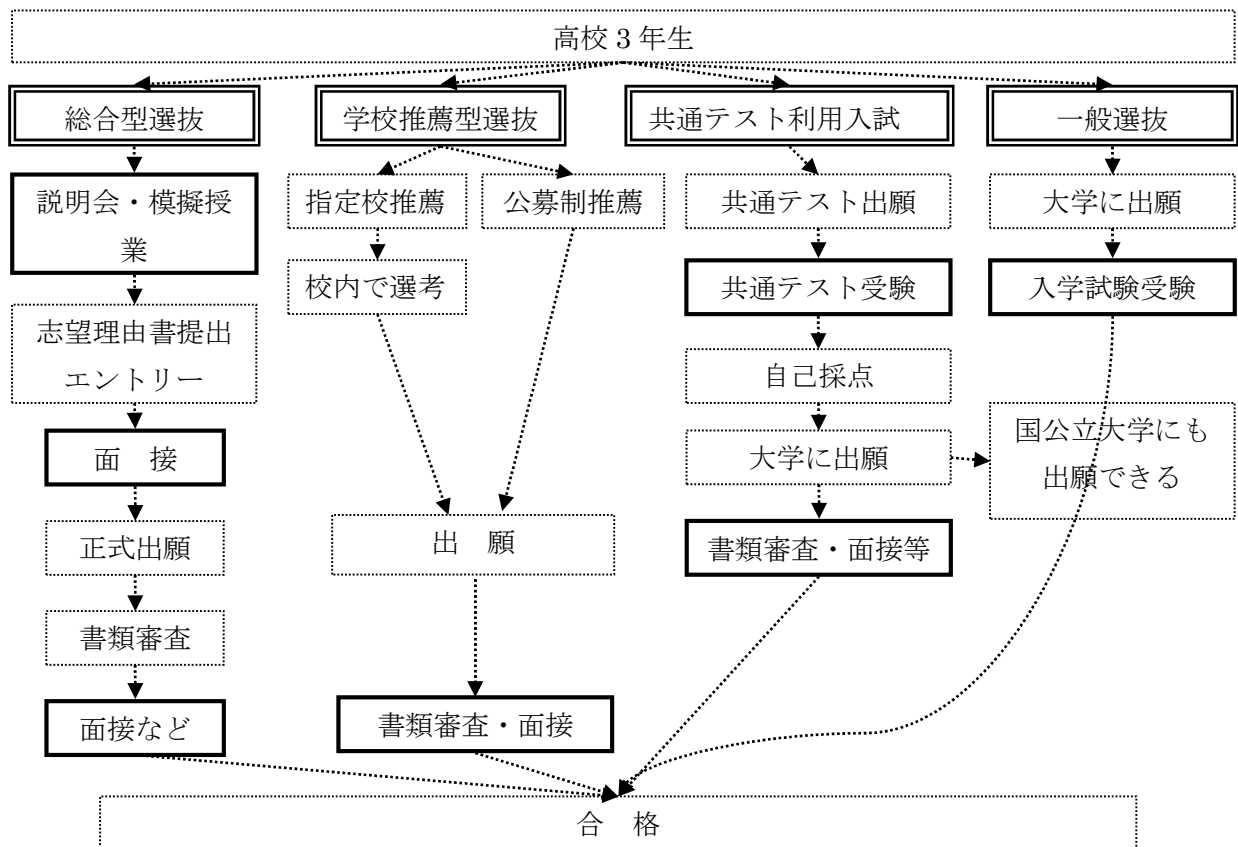 高校３年生
総合型選抜
学校推薦型選抜
共通テスト利用入試
一般選抜
説明会・模擬授
業
指定校推薦
公募制推薦
共通テスト出願
大学に出願
校内で選考
共通テスト受験
入学試験受験
志望理由書提出
エントリー
自己採点
面　接
大学に出願
国公立大学にも
出願できる
正式出願
出　願
書類審査・面接等
書類審査
面接など
書類審査・面接
合　格